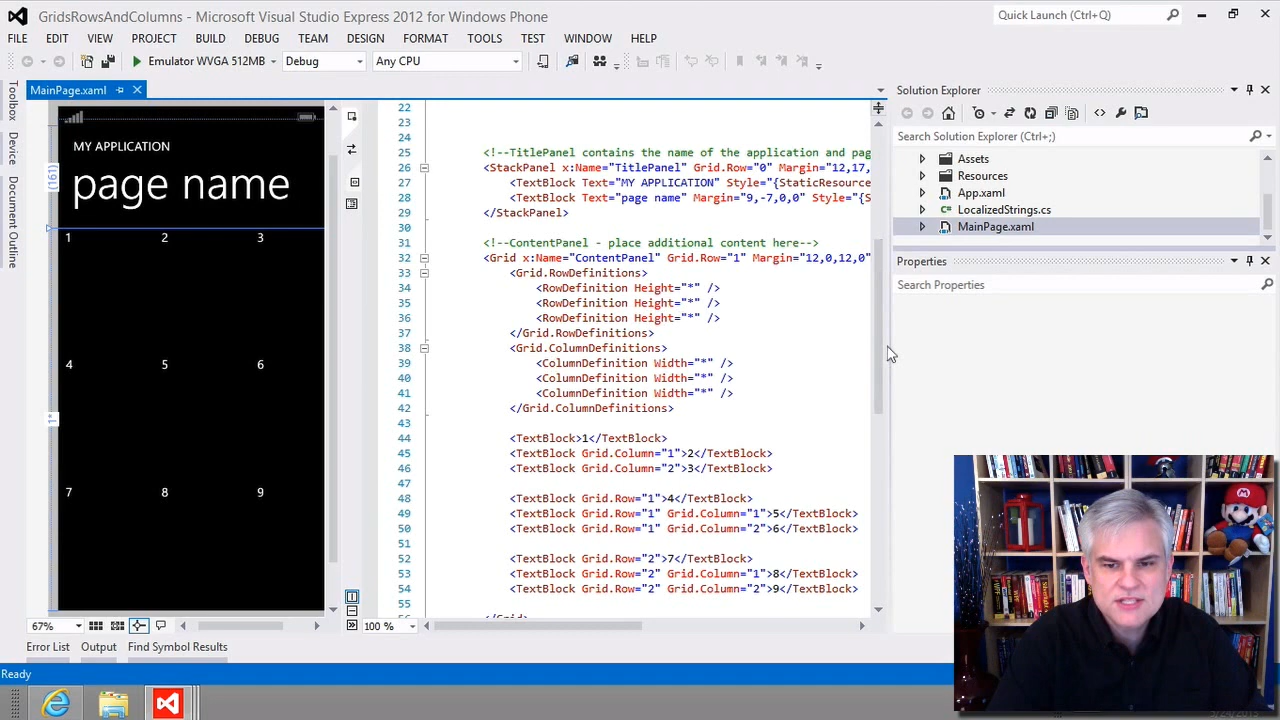 GridsRowsAndColumns - Microsoft Visual Studio Express 2012 for Windows Phone
Quick Launch (Ctrl+Q)
FILE EDIT VIEW PROJECT BUILD DEBUG TEAM DESIGN FORMAT TOOLS TEST WINDOW HELP
Emulator WVGA 512MB Debug Any CPU
Toolbox
Device
Document Outline
MainPage.xaml
MY APPLICATION
page name
(161)
1 2 3
4 5 6
1*
7 8 9
67%
22
23
24
25 <!--TitlePanel contains the name of the application and pag
26 <StackPanel x:Name="TitlePanel" Grid.Row="0" Margin="12,17,
27 <TextBlock Text="MY APPLICATION" Style="{StaticResource
28 <TextBlock Text="page name" Margin="9,-7,0,0" Style="{S
29 </StackPanel>
30
31 <!--ContentPanel - place additional content here-->
32 <Grid x:Name="ContentPanel" Grid.Row="1" Margin="12,0,12,0"
33 <Grid.RowDefinitions>
34 <RowDefinition Height="*" />
35 <RowDefinition Height="*" />
36 <RowDefinition Height="*" />
37 </Grid.RowDefinitions>
38 <Grid.ColumnDefinitions>
39 <ColumnDefinition Width="*" />
40 <ColumnDefinition Width="*" />
41 <ColumnDefinition Width="*" />
42 </Grid.ColumnDefinitions>
43
44 <TextBlock>1</TextBlock>
45 <TextBlock Grid.Column="1">2</TextBlock>
46 <TextBlock Grid.Column="2">3</TextBlock>
47
48 <TextBlock Grid.Row="1">4</TextBlock>
49 <TextBlock Grid.Row="1" Grid.Column="1">5</TextBlock>
50 <TextBlock Grid.Row="1" Grid.Column="2">6</TextBlock>
51
52 <TextBlock Grid.Row="2">7</TextBlock>
53 <TextBlock Grid.Row="2" Grid.Column="1">8</TextBlock>
54 <TextBlock Grid.Row="2" Grid.Column="2">9</TextBlock>
55
56 </Grid>
100 %
Solution Explorer
Search Solution Explorer (Ctrl+;)
Assets
Resources
App.xaml
LocalizedStrings.cs
MainPage.xaml
Properties
Search Properties
Error List Output Find Symbol Results
Ready